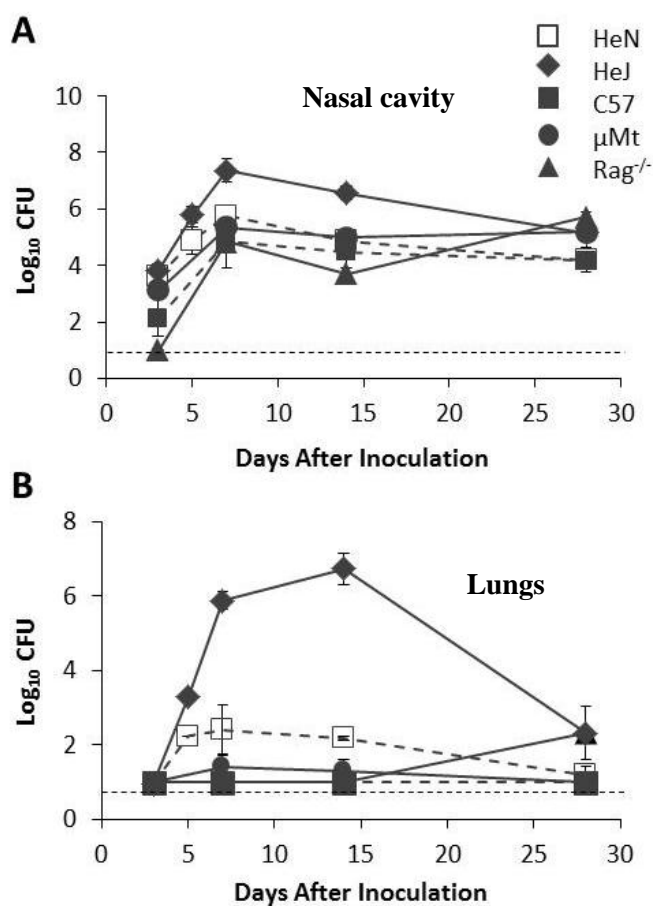 A
HeN
HeJ
C57
µMt
Rag-/-
Nasal cavity
10
8
6
4
2
0
Log10 CFU
0 5 10 15 20 25 30
Days After Inoculation
B
Lungs
8
6
4
2
0
Log10 CFU
0 5 10 15 20 25 30
Days After Inoculation